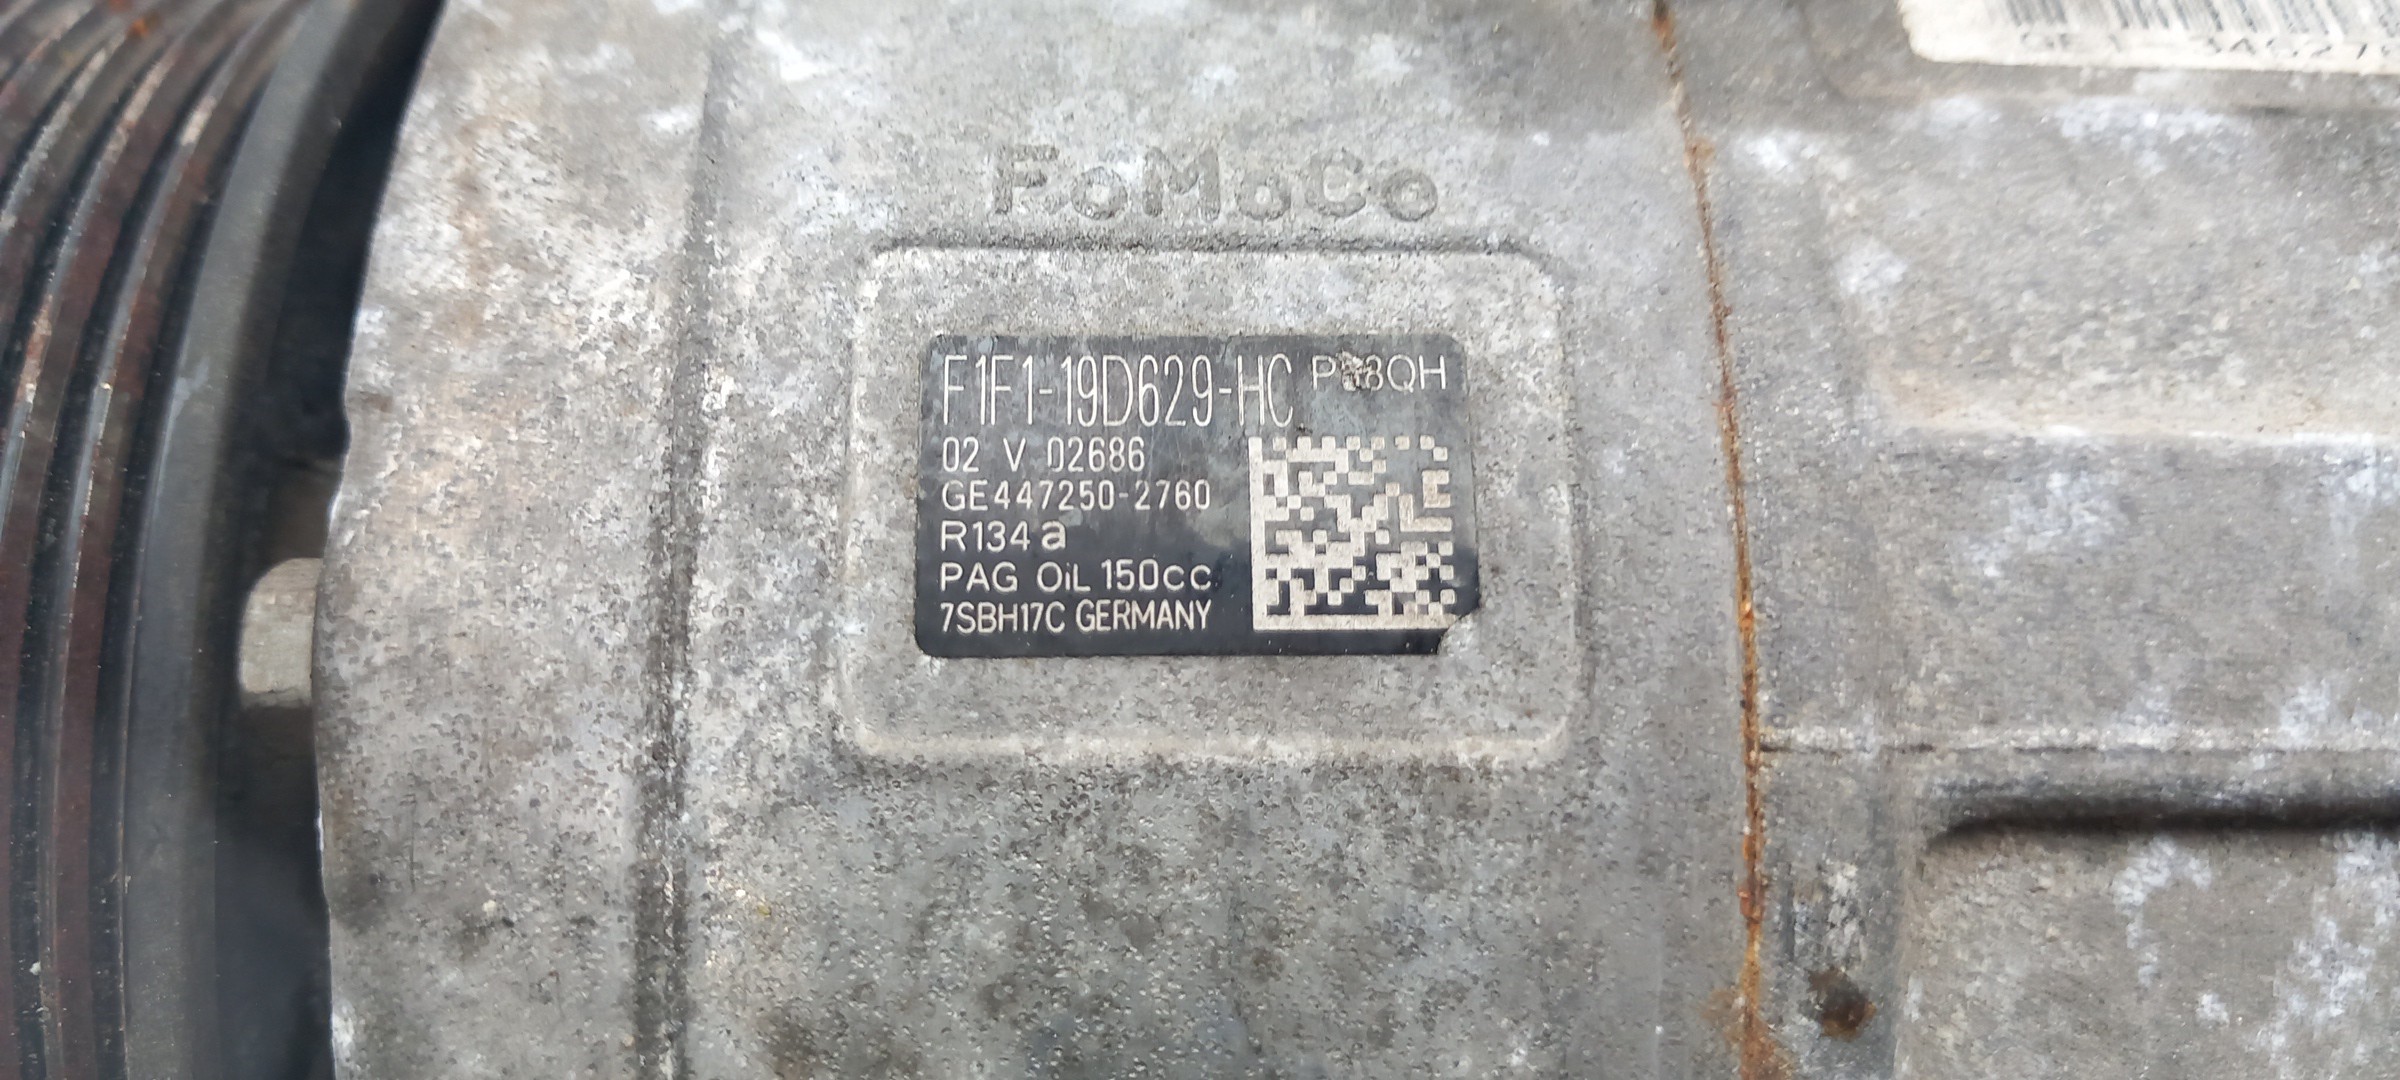 FoMoCo
F1F1-19D629-HC
02 V 02686
GE447250-2760
R134a
PAG OiL 150cc
7SBH17C GERMANY